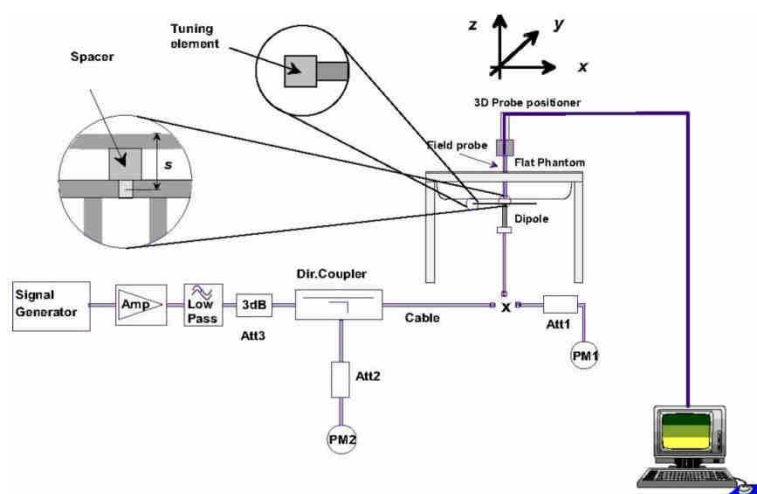 Tuning
element
Spacer
s
z
y
x
3D Probe positioner
Field probe
Flat Phantom
Dipole
Signal
Generator
Amp
Low
Pass
3dB
Att3
Dir.Coupler
Cable
X
Att1
PM1
Att2
PM2